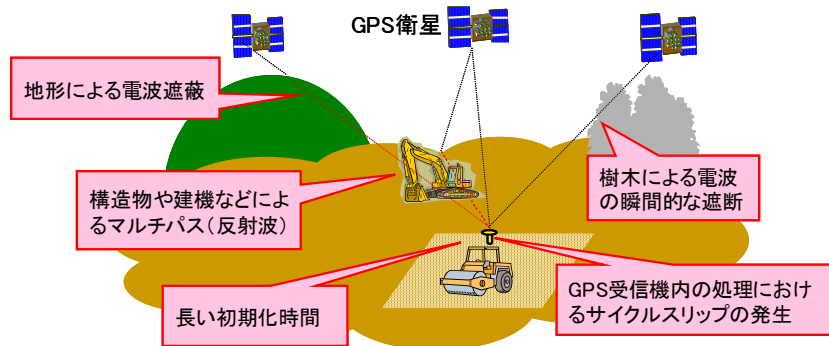 GPS衛星
地形による電波遮蔽
構造物や建機などによ
るマルチパス(反射波)
樹木による電波
の瞬間的な遮断
長い初期化時間
GPS受信機内の処理におけ
るサイクルスリップの発生